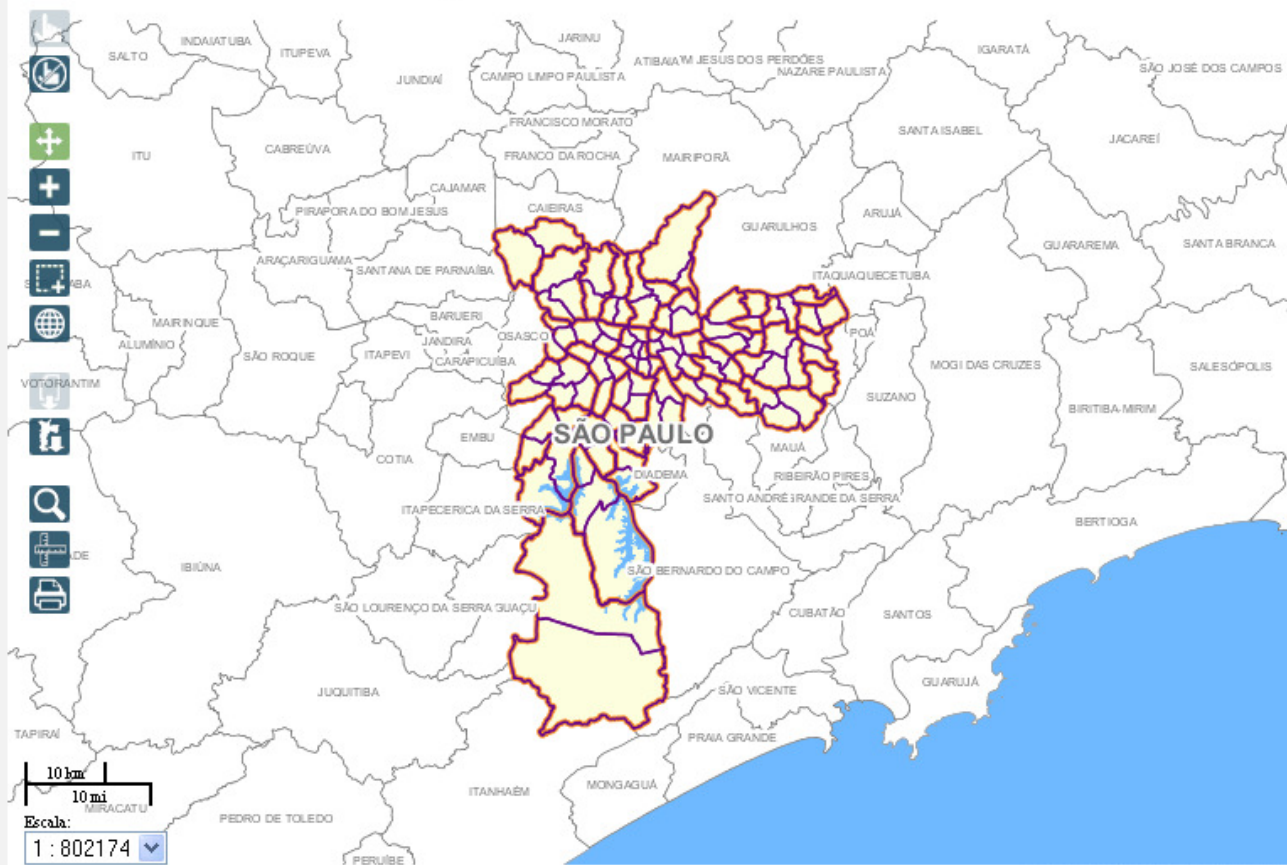 INDAIATUBA
ITUPEVA
JARINU
IGARATÁ
SALTO
ATIBAIA
M JESUS DOS PERDÕES
NAZARE PAULISTA
SÃO JOSÉ DOS CAMPOS
JUNDIAÍ
CAMPO LIMPO PAULISTA
FRANCISCO MORATO
SANTA ISABEL
JACAREÍ
ITU
CABREÚVA
FRANCO DA ROCHA
MAIRIPORÃ
CAJAMAR
PIRAPORA DO BOM JESUS
CAIEIRAS
ARUJÁ
GUARULHOS
GUARAREMA
SANTA BRANCA
ARAÇARIGUAMA
SANTANA DE PARNAÍBA
ITAQUAQUECETUBA
ABA
MAIRINQUE
BARUERI
OSASCO
POÁ
ALUMÍNIO
SÃO ROQUE
ITAPEVI
JANDIRA
CARAPICUÍBA
MOGI DAS CRUZES
SALESÓPOLIS
VOTORANTIM
SUZANO
BIRITIBA-MIRIM
EMBU
SÃO PAULO
MAUÁ
COTIA
DIADEMA
RIBEIRÃO PIRES
SANTO ANDRÉ
RANDE DA SERRA
ITAPECERICA DA SERRA
BERTIOGA
ADE
IBIÚNA
SÃO BERNARDO DO CAMPO
SÃO LOURENÇO DA SERRA
GUAÇU
CUBATÃO
SANTOS
JUQUITIBA
SÃO VICENTE
GUARUJÁ
TAPIRAÍ
PRAIA GRANDE
10 km
10 mi
MIRACATU
ITANHAÉM
MONGAGUÁ
PEDRO DE TOLEDO
Escala:
1 : 802174
PERUÍBE